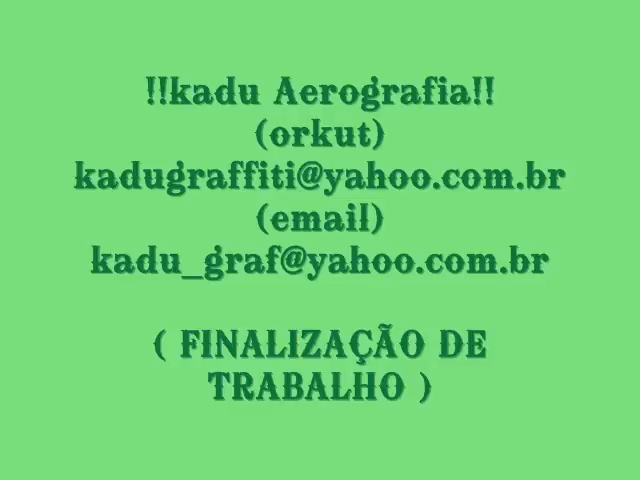 !!kadu Aerografia!!
(orkut)
kadugraffiti@yahoo.com.br
(email)
kadu_graf@yahoo.com.br
( FINALIZAÇÃO DE
TRABALHO )